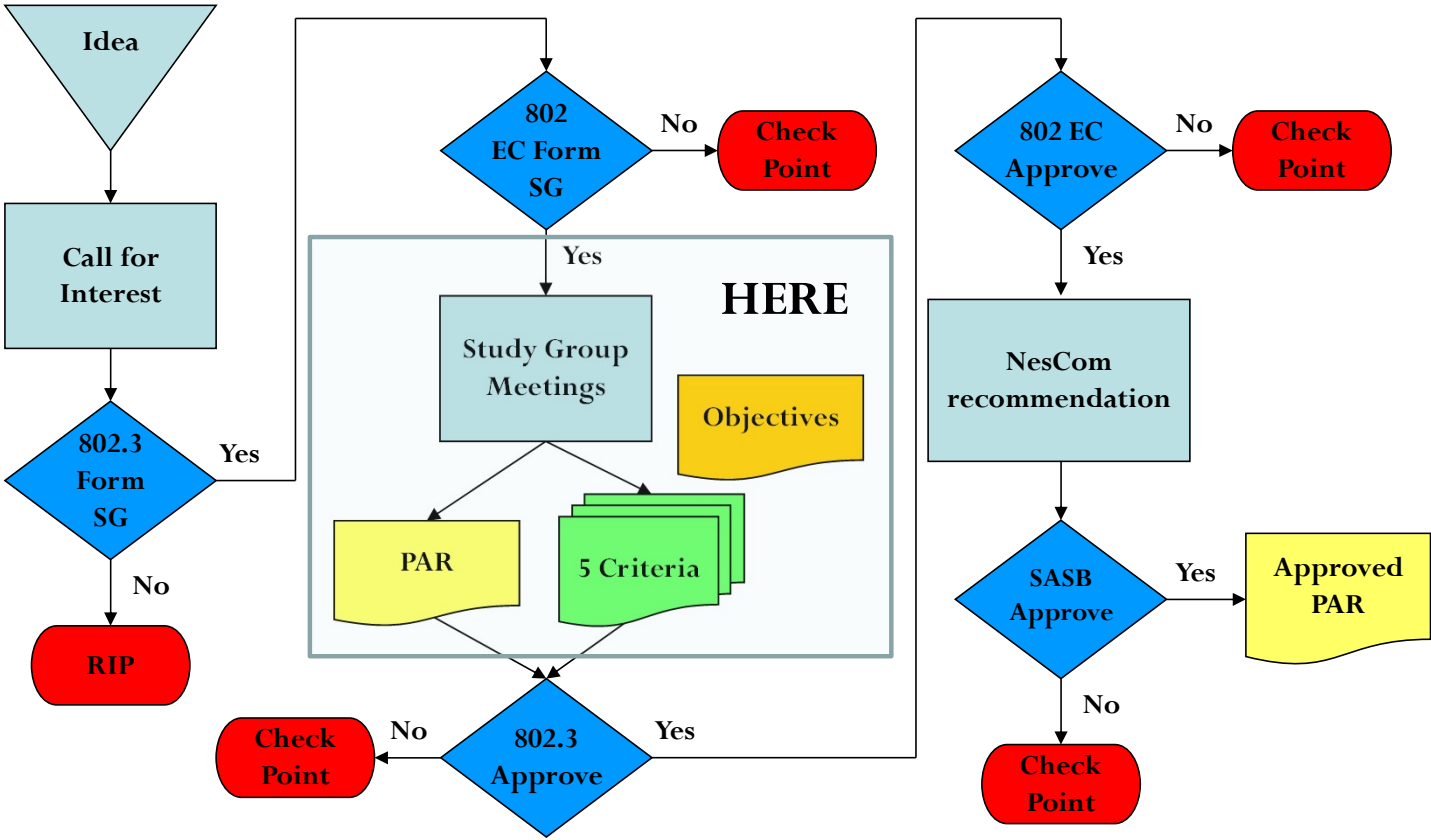 Idea
Call for
Interest
802.3
Form
SG
Yes
No
RIP
802
EC Form
SG
No
Check
Point
Yes
HERE
Study Group
Meetings
Objectives
PAR
5 Criteria
802.3
Approve
No
Check
Point
Yes
802 EC
Approve
No
Check
Point
Yes
NesCom
recommendation
SASB
Approve
Yes
Approved
PAR
No
Check
Point